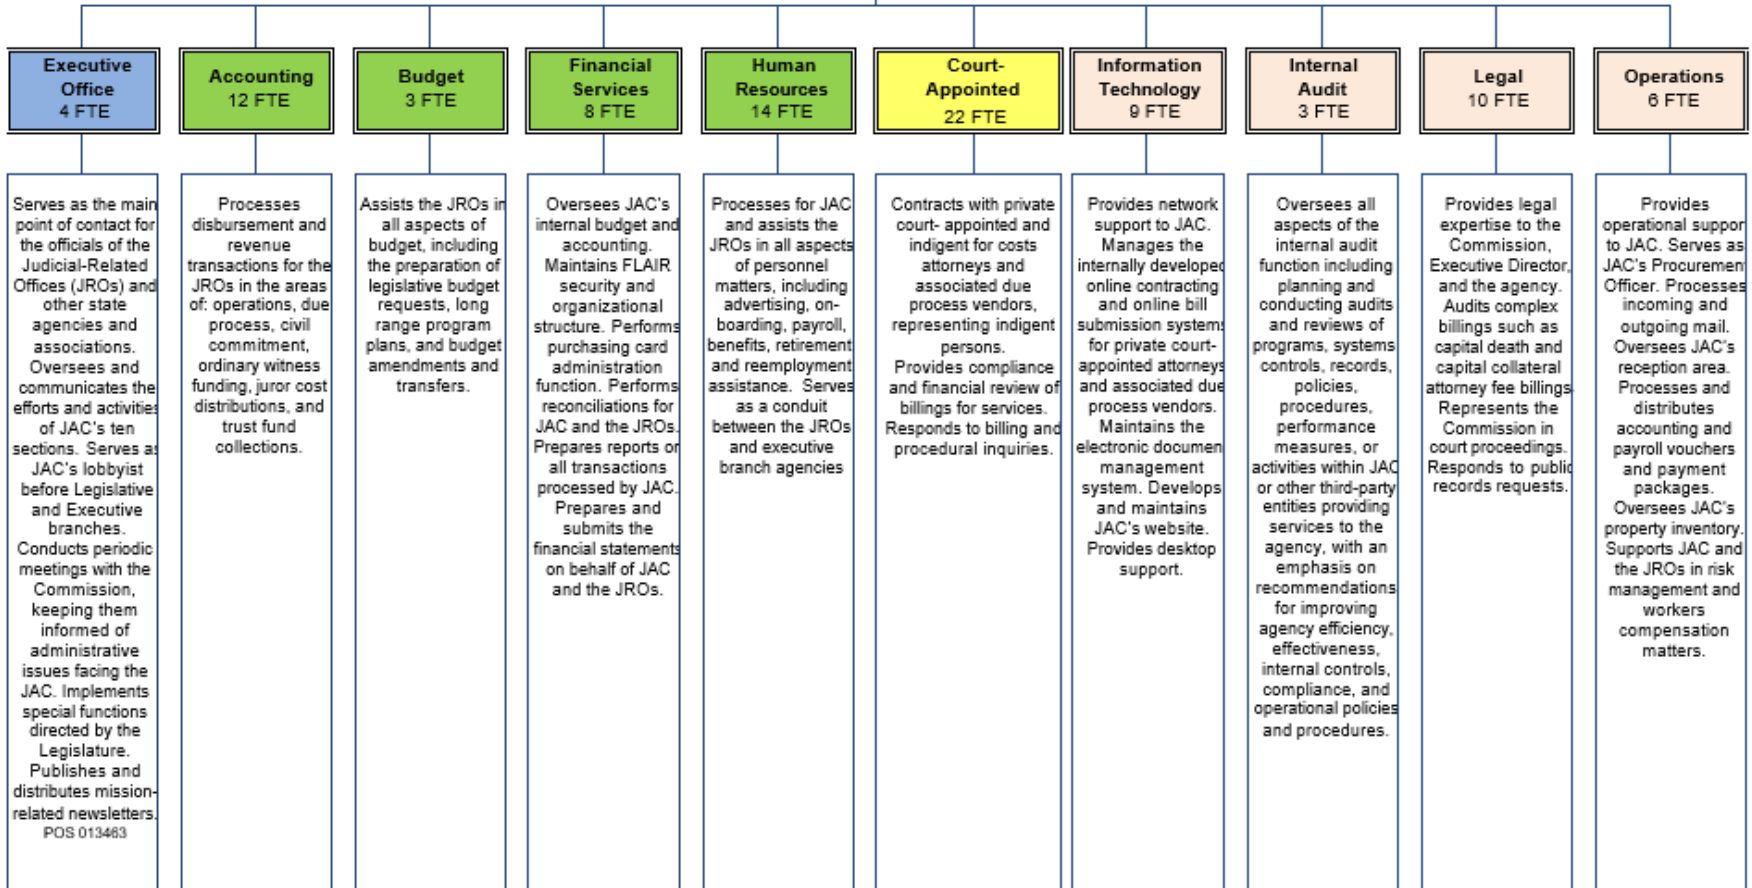 Executive
Office
4 FTE
Accounting
12 FTE
Budget
3 FTE
Financial
Services
8 FTE
Human
Resources
14 FTE
Court-
Appointed
22 FTE
Information
Technology
9 FTE
Internal
Audit
3 FTE
Legal
10 FTE
Operations
6 FTE
Serves as the main
point of contact for
the officials of the
Judicial-Related
Offices (JROs) and
other state
agencies and
associations.
Oversees and
communicates the
efforts and activities
of JAC's ten
sections. Serves as
JAC's lobbyist
before Legislative
and Executive
branches.
Conducts periodic
meetings with the
Commission,
keeping them
informed of
administrative
issues facing the
JAC. Implements
special functions
directed by the
Legislature.
Publishes and
distributes mission-
related newsletters.
POS 013463
Processes
disbursement and
revenue
transactions for the
JROs in the areas
of: operations, due
process, civil
commitment,
ordinary witness
funding, juror cost
distributions, and
trust fund
collections.
Assists the JROs in
all aspects of
budget, including
the preparation of
legislative budget
requests, long
range program
plans, and budget
amendments and
transfers.
Oversees JAC's
internal budget and
accounting.
Maintains FLAIR
security and
organizational
structure. Performs
purchasing card
administration
function. Performs
reconciliations for
JAC and the JROs.
Prepares reports or
all transactions
processed by JAC.
Prepares and
submits the
financial statements
on behalf of JAC
and the JROs.
Processes for JAC
and assists the
JROs in all aspects
of personnel
matters, including
advertising, on-
boarding, payroll,
benefits, retirement
and reemployment
assistance. Serves
as a conduit
between the JROs
and executive
branch agencies
Contracts with private
court- appointed and
indigent for costs
attorneys and
associated due
process vendors,
representing indigent
persons.
Provides compliance
and financial review of
billings for services.
Responds to billing and
procedural inquiries.
Provides network
support to JAC.
Manages the
internally developed
online contracting
and online bill
submission systems
for private court-
appointed attorneys
and associated due
process vendors.
Maintains the
electronic documen
management
system. Develops
and maintains
JAC's website.
Provides desktop
support.
Oversees all
aspects of the
internal audit
function including
planning and
conducting audits
and reviews of
programs, systems
controls, records,
policies,
procedures,
performance
measures, or
activities within JAC
or other third-party
entities providing
services to the
agency, with an
emphasis on
recommendations
for improving
agency efficiency,
effectiveness,
internal controls,
compliance, and
operational policies
and procedures.
Provides legal
expertise to the
Commission,
Executive Director,
and the agency.
Audits complex
billings such as
capital death and
capital collateral
attorney fee billings
Represents the
Commission in
court proceedings.
Responds to public
records requests.
Provides
operational support
to JAC. Serves as
JAC's Procuremen
Officer. Processes
incoming and
outgoing mail.
Oversees JAC's
reception area.
Processes and
distributes
accounting and
payroll vouchers
and payment
packages.
Oversees JAC's
property inventory.
Supports JAC and
the JROs in risk
management and
workers
compensation
matters.